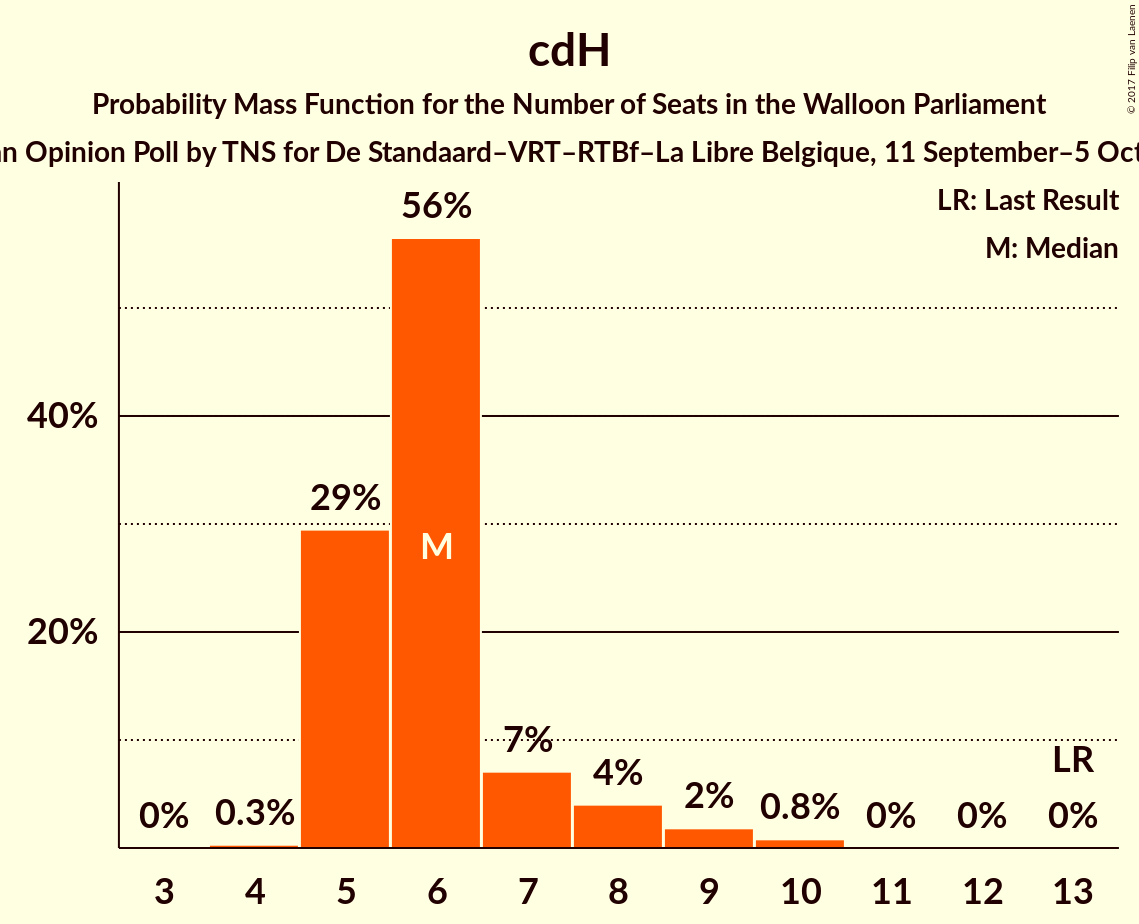 cdH
Probability Mass Function for the Number of Seats in the Walloon Parliament
Opinion Poll by TNS for De Standaard–VRT–RTBf–La Libre Belgique, 11 September–5
© 2017 Filip van Laenen
LR: Last Result
M: Median
56%
40%
29%
M
20%
7%
4%
LR
2%
0.8%
0.3%
0%
0%
0%
0%
3 4 5 6 7 8 9 10 11 12 13